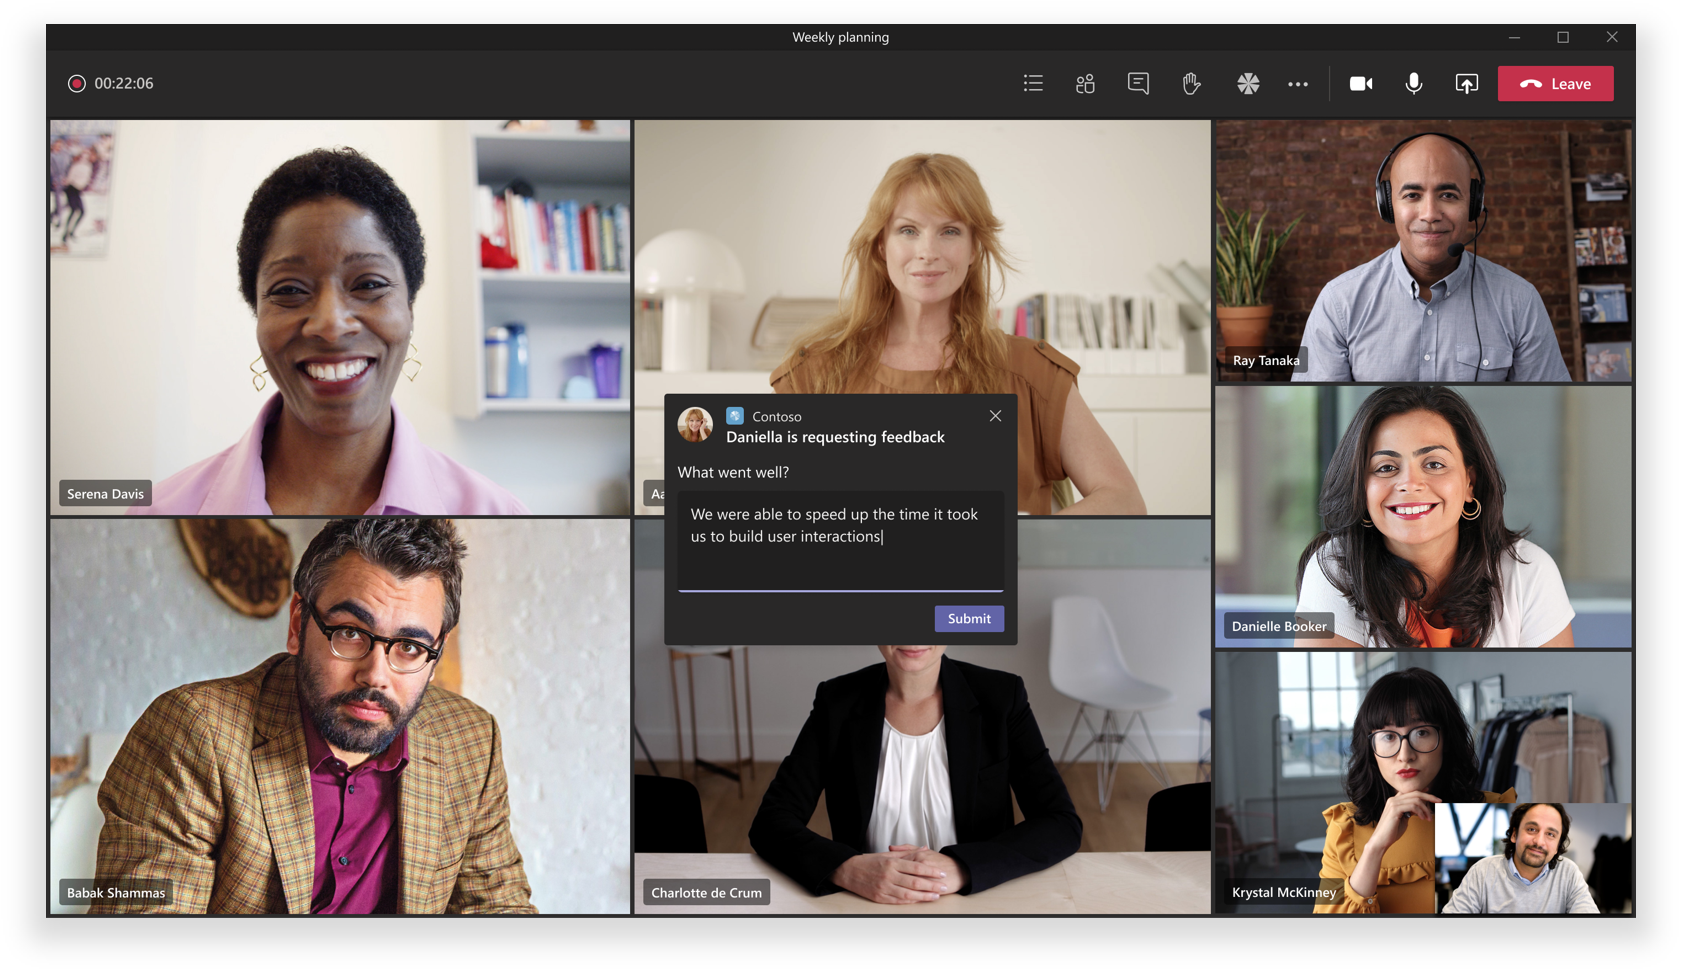 Weekly planning
00:22:06
Leave
Ray Tanaka
Contoso
Daniella is requesting feedback
What went well?
Serena Davis
Aa
We were able to speed up the time it took
us to build user interactions
Submit
Danielle Booker
Babak Shammas
Charlotte de Crum
Krystal McKinney